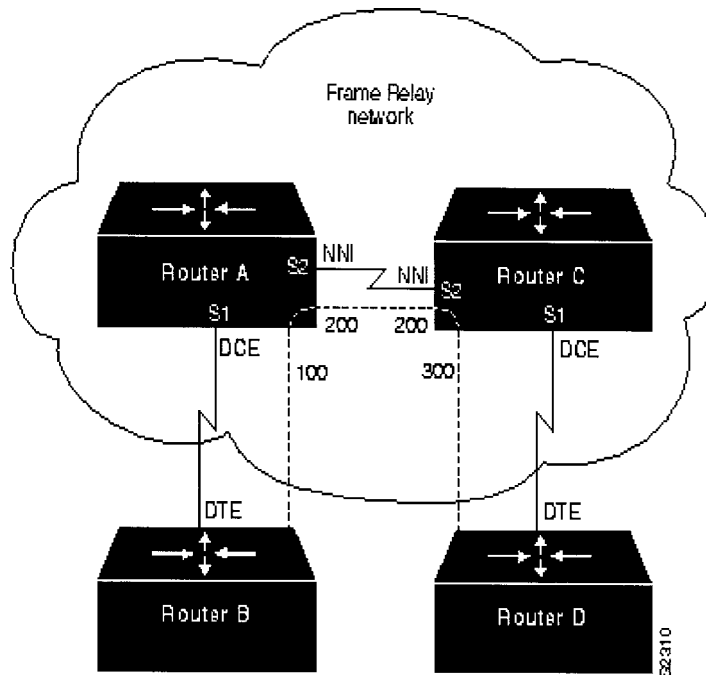 Frame Relay
network
NNI
S2
Router A
NNI
S2
Router C
S1
200
200
S1
DCE
100
300
DCE
DTE
DTE
Router B
Router D
S2310